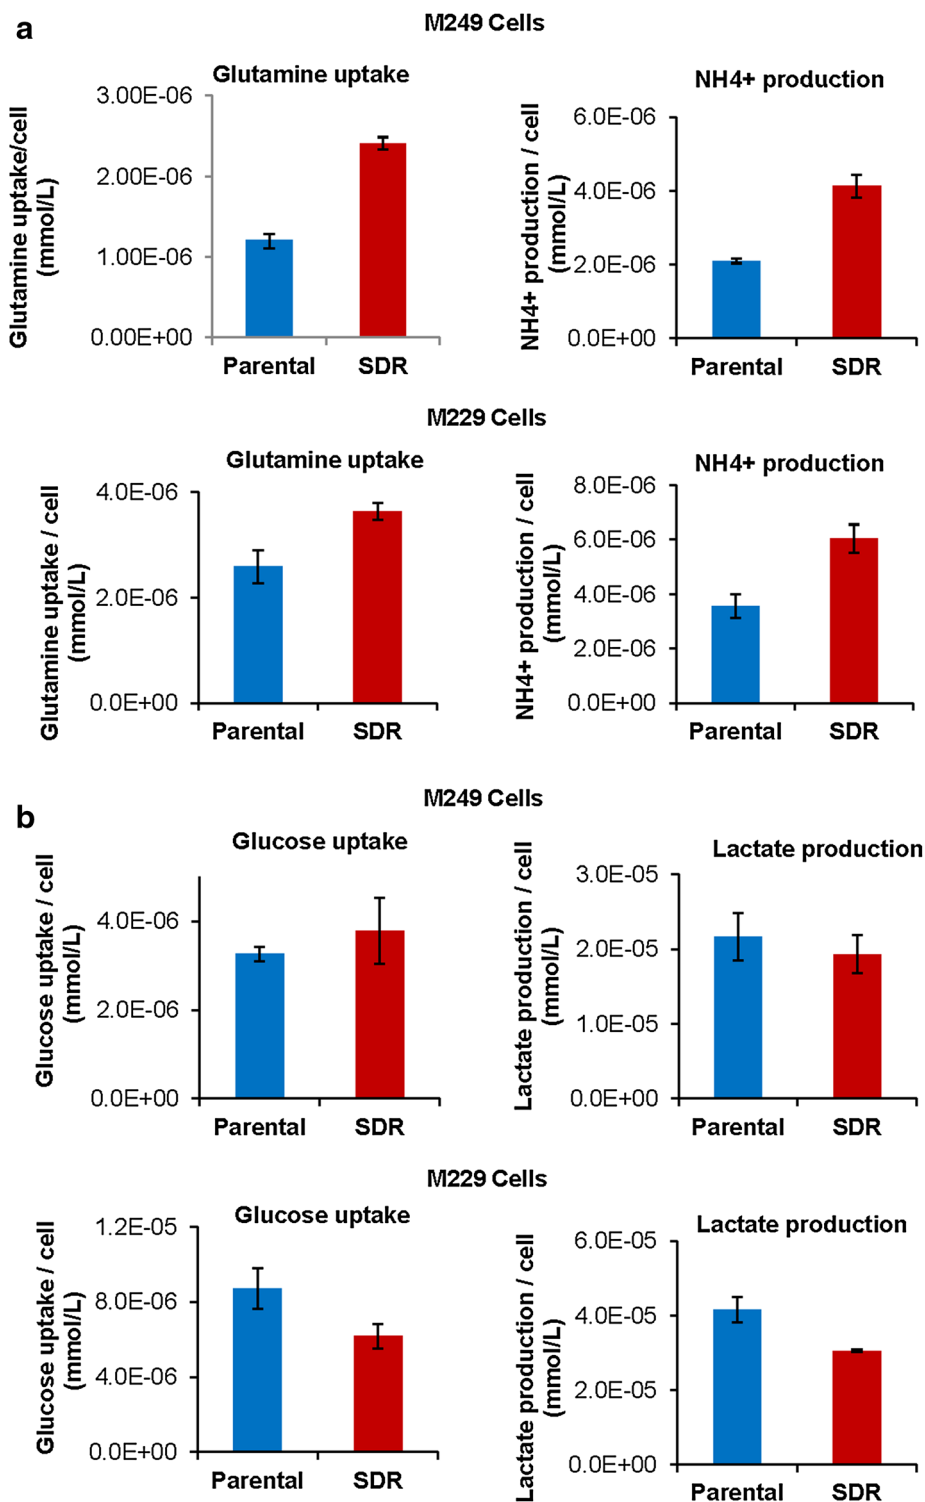 a
M249 Cells
Glutamine uptake
Glutamine uptake/cell
(mmol/L)
3.00E-06
2.00E-06
1.00E-06
0.00E+00
Parental SDR
NH4+ production
NH4+ production / cell
(mmol/L)
6.0E-06
4.0E-06
2.0E-06
0.0E+00
Parental SDR
M229 Cells
Glutamine uptake
Glutamine uptake / cell
(mmol/L)
4.0E-06
2.0E-06
0.0E+00
Parental SDR
NH4+ production
NH4+ production / cell
(mmol/L)
8.0E-06
6.0E-06
4.0E-06
2.0E-06
0.0E+00
Parental SDR
b
M249 Cells
Glucose uptake
Glucose uptake / cell
(mmol/L)
4.0E-06
2.0E-06
0.0E+00
Parental SDR
Lactate production
Lactate production / cell
(mmol/L)
3.0E-05
2.0E-05
1.0E-05
0.0E+00
Parental SDR
M229 Cells
Glucose uptake
Glucose uptake / cell
(mmol/L)
1.2E-05
8.0E-06
4.0E-06
0.0E+00
Parental SDR
Lactate production
Lactate production / cell
(mmol/L)
6.0E-05
4.0E-05
2.0E-05
0.0E+00
Parental SDR